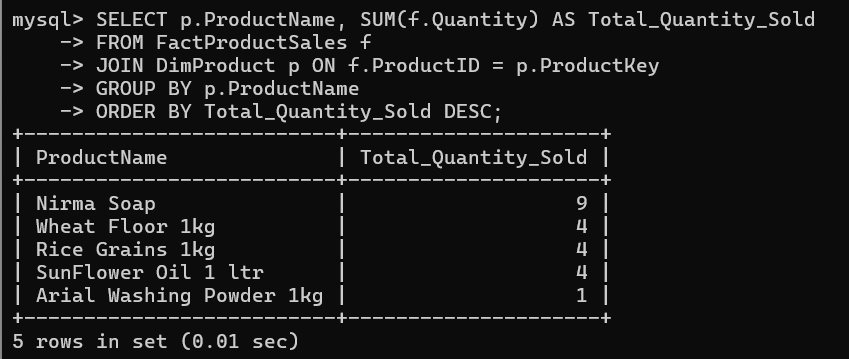 mysql> SELECT p.ProductName, SUM(f.Quantity) AS Total_Quantity_Sold
    -> FROM FactProductSales f
    -> JOIN DimProduct p ON f.ProductID = p.ProductKey
    -> GROUP BY p.ProductName
    -> ORDER BY Total_Quantity_Sold DESC;
+--------------------------+---------------------+
| ProductName              | Total_Quantity_Sold |
+--------------------------+---------------------+
| Nirma Soap               |                   9 |
| Wheat Floor 1kg          |                   4 |
| Rice Grains 1kg          |                   4 |
| SunFlower Oil 1 ltr      |                   4 |
| Arial Washing Powder 1kg |                   1 |
+--------------------------+---------------------+
5 rows in set (0.01 sec)